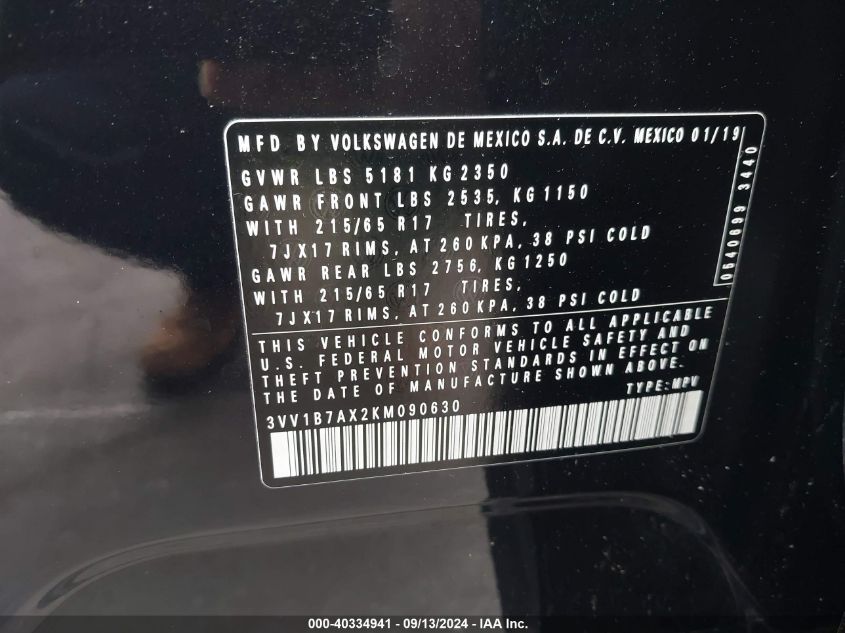 MFD BY VOLKSWAGEN DE MEXICO S.A. DE C.V. MEXICO 01/19
GVWR LBS 5181 KG 2350
GAWR FRONT LBS 2535, KG 1150
WITH 215/65 R17 TIRES,
7JX17 RIMS, AT 260 KPA, 38 PSI COLD
GAWR REAR LBS 2756, KG 1250
WITH 215/65 R17 TIRES,
7JX17 RIMS, AT 260 KPA, 38 PSI COLD
0640699 3440
THIS VEHICLE CONFORMS TO ALL APPLICABLE
U.S. FEDERAL MOTOR VEHICLE SAFETY AND
THEFT PREVENTION STANDARDS IN EFFECT ON
THE DATE OF MANUFACTURE SHOWN ABOVE.
TYPE: MPV
3VV1B7AX2KM090630
000-40334941 - 09/13/2024 - IAA Inc.